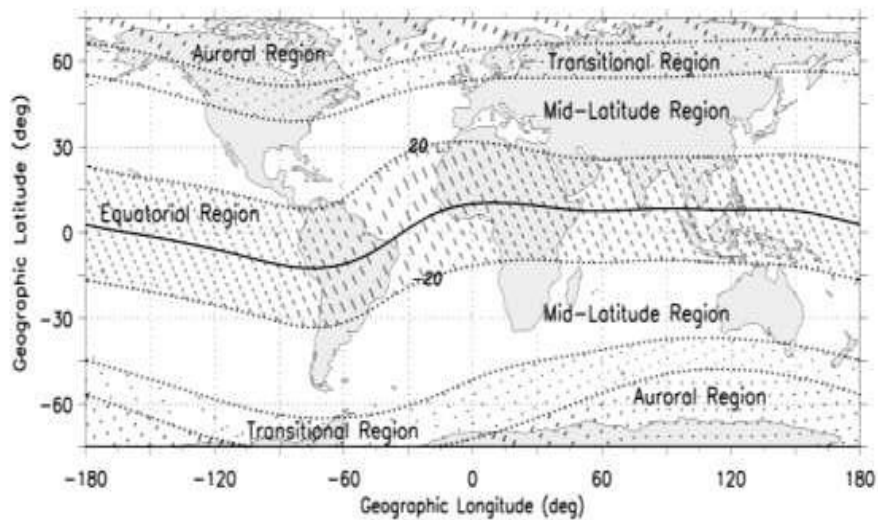 60
Auroral Region
Transitional Region
Mid-Latitude Region
30
20
Equatorial Region
0
-20
-30
Mid-Latitude Region
-60
Auroral Region
Transitional Region
-180
-120
-60
0
60
120
180
Geographic Longitude (deg)
Geographic Latitude (deg)